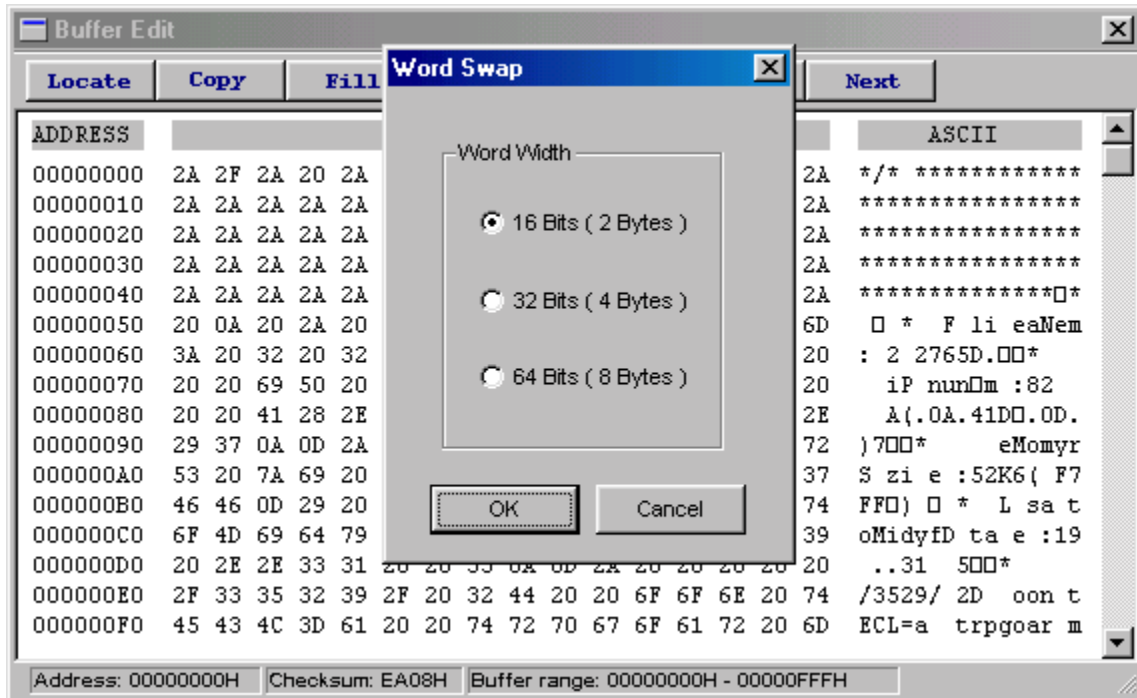 Buffer Edit
Locate Copy Fill Next
Word Swap
Word Width
16 Bits ( 2 Bytes )
32 Bits ( 4 Bytes )
64 Bits ( 8 Bytes )
OK Cancel
ADDRESS ASCII
00000000 2A 2F 2A 20 2A 2A */* ************
00000010 2A 2A 2A 2A 2A 2A ****************
00000020 2A 2A 2A 2A 2A 2A ****************
00000030 2A 2A 2A 2A 2A 2A ****************
00000040 2A 2A 2A 2A 2A 2A **************□*
00000050 20 0A 20 2A 20 6D □ * F li eaNem
00000060 3A 20 32 20 32 20 : 2 2765D.□□*
00000070 20 20 69 50 20 20 iP nun□m :82
00000080 20 20 41 28 2E 2E A(.0A.41D□.0D.
00000090 29 37 0A 0D 2A 72 )7□□* eMomyr
000000A0 53 20 7A 69 20 37 S zi e :52K6( F7
000000B0 46 46 0D 29 20 74 FF□) □ * L sa t
000000C0 6F 4D 69 64 79 39 oMidyfD ta e :19
000000D0 20 2E 2E 33 31 20 20 35 0A 0D 2A 20 20 20 20 20 ..31 5□□*
000000E0 2F 33 35 32 39 2F 20 32 44 20 20 6F 6F 6E 20 74 /3529/ 2D oon t
000000F0 45 43 4C 3D 61 20 20 74 72 70 67 6F 61 72 20 6D ECL=a trpgoar m
Address: 00000000H Checksum: EA08H Buffer range: 00000000H - 00000FFFH